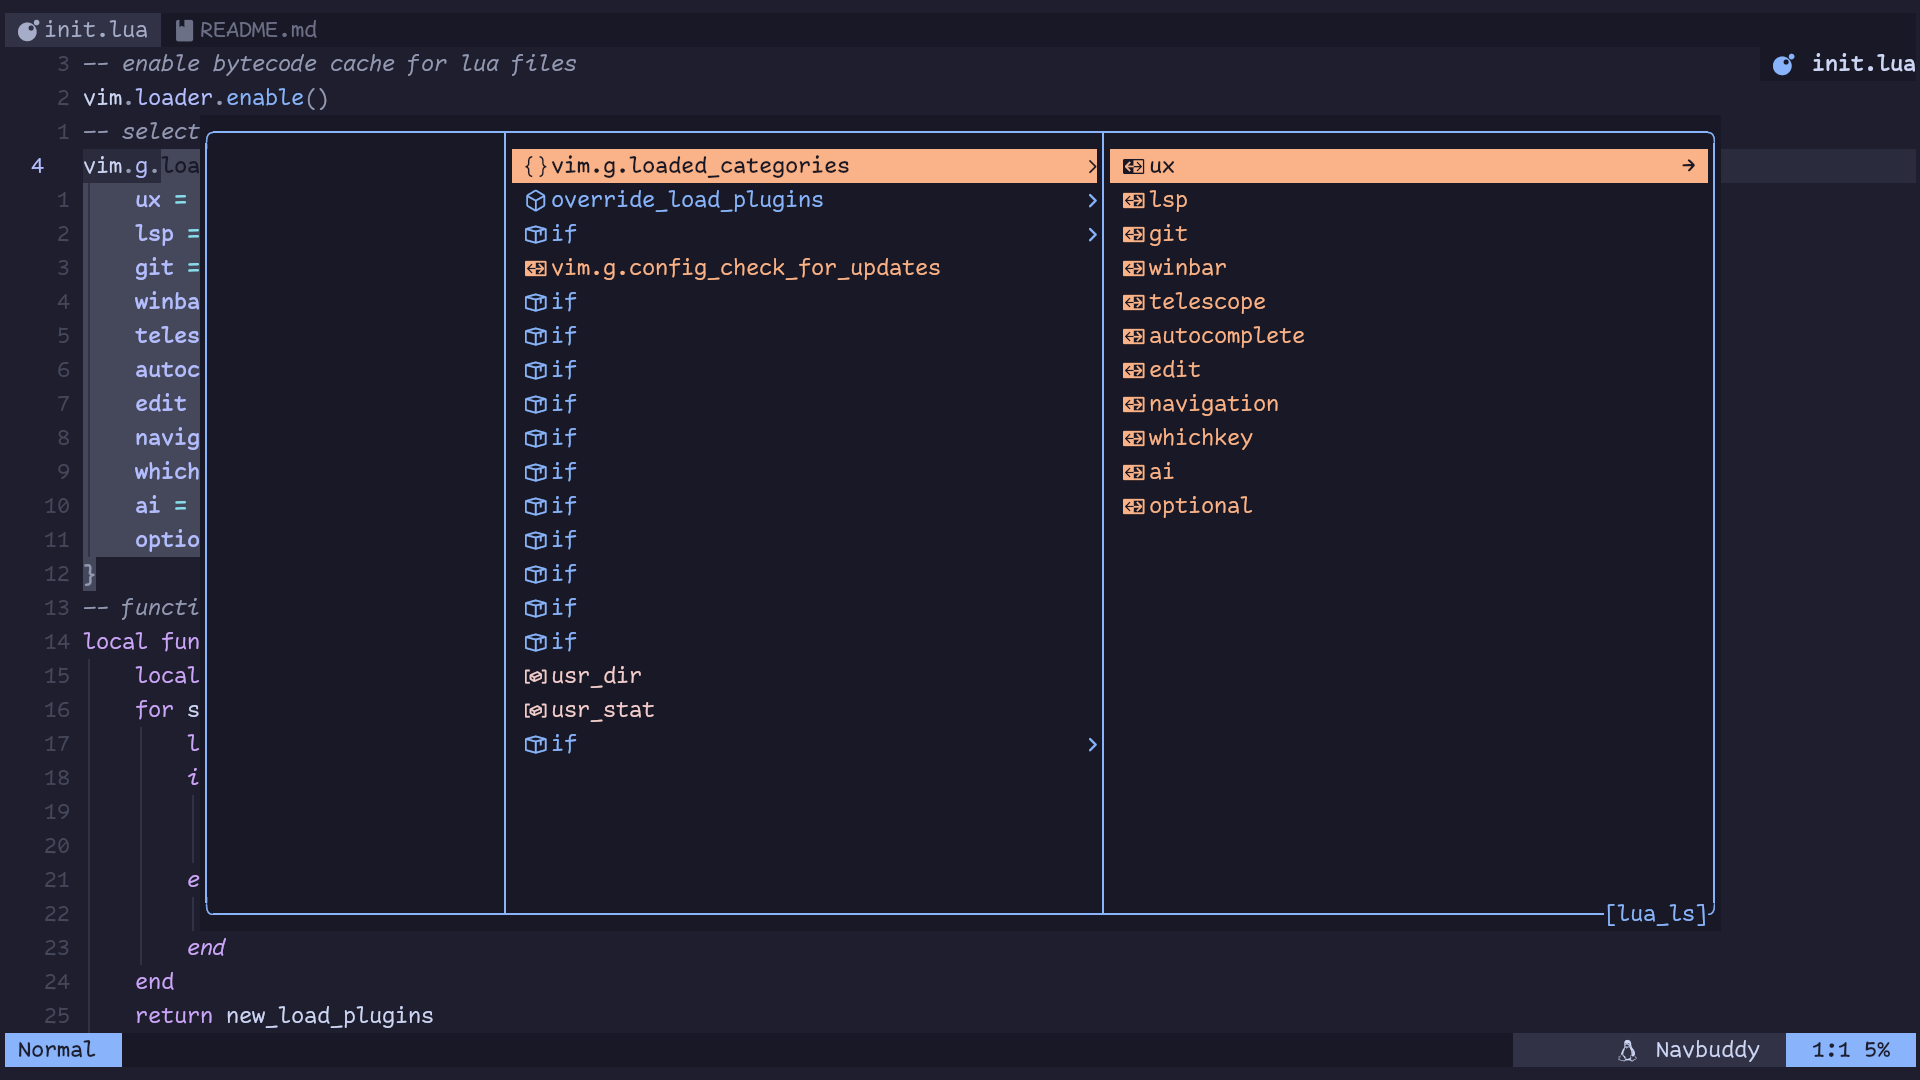 init.lua README.md
3 -- enable bytecode cache for lua files
init.lua
2 vim.loader.enable()
1 -- select
4 vim.g.loa
1 ux =
2 lsp =
3 git =
4 winba
5 teles
6 autoc
7 edit
8 navig
9 which
10 ai =
11 optio
12 }
13 -- functi
14 local fun
15 local
16 for s
17 l
18 i
19
20
21 e
22
23 end
24 end
25 return new_load_plugins
{} vim.g.loaded_categories >
override_load_plugins >
if >
vim.g.config_check_for_updates
if
if
if
if
if
if
if
if
if
if
if
usr_dir
usr_stat
if >
ux →
lsp
git
winbar
telescope
autocomplete
edit
navigation
whichkey
ai
optional
[lua_ls]
Normal
Navbuddy 1:1 5%